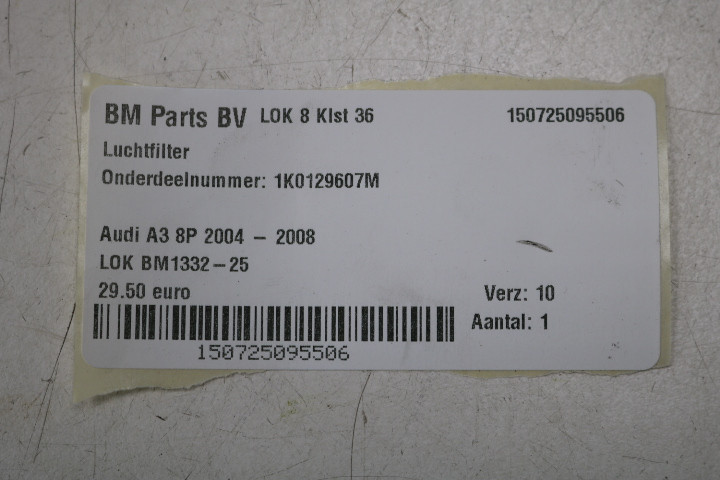 BM Parts BV LOK 8 Klst 36 150725095506
Luchtfilter
Onderdeelnummer: 1K0129607M
Audi A3 8P 2004 - 2008
LOK BM1332-25
29.50 euro Verz: 10
Aantal: 1
150725095506